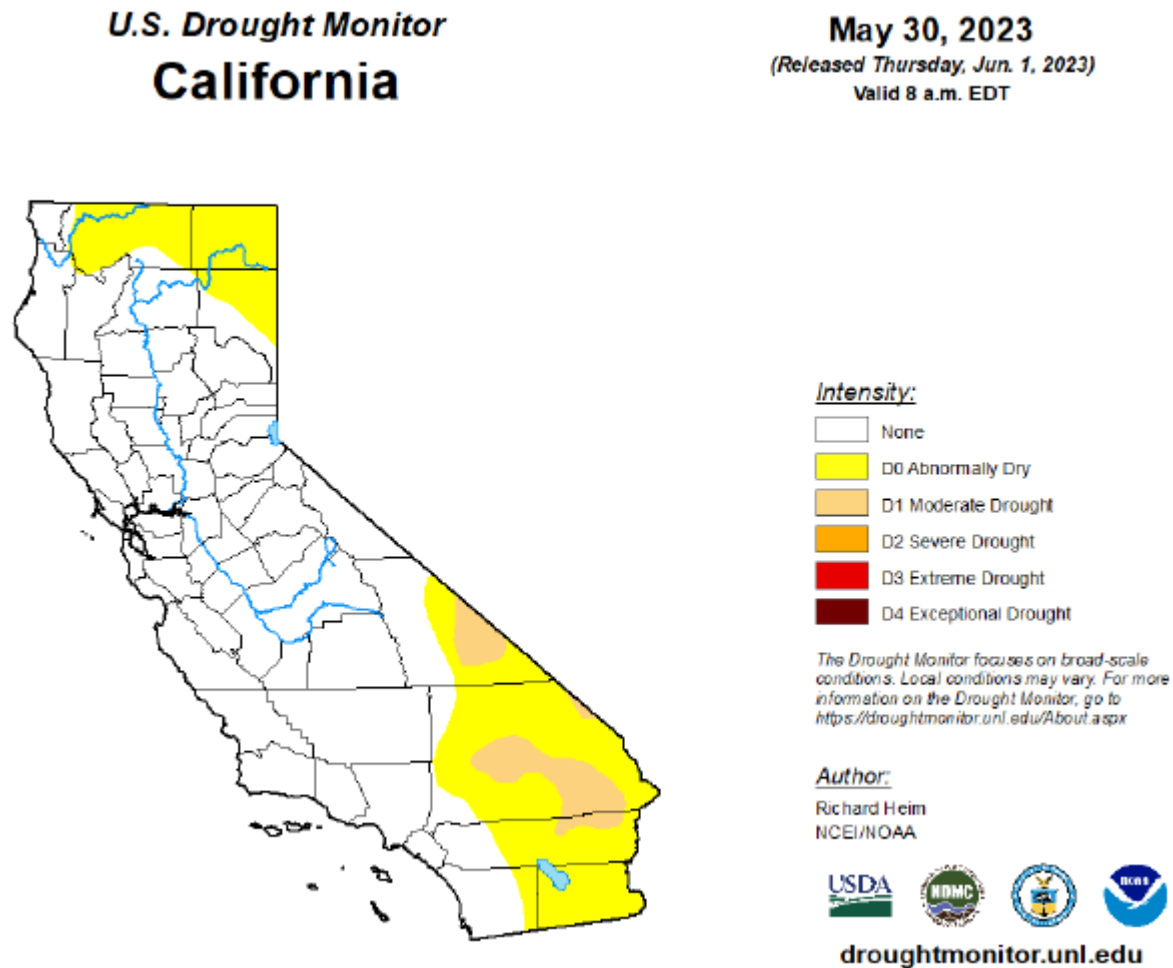 U.S. Drought Monitor
California
May 30, 2023
(Released Thursday, Jun. 1, 2023)
Valid 8 a.m. EDT
Intensity:
None
D0 Abnormally Dry
D1 Moderate Drought
D2 Severe Drought
D3 Extreme Drought
D4 Exceptional Drought
The Drought Monitor focuses on broad-scale
conditions. Local conditions may vary. For more
information on the Drought Monitor, go to
https://droughtmonitor.unl.edu/About.aspx
Author:
Richard Heim
NCEI/NOAA
USDA
NDMC
noaa
droughtmonitor.unl.edu